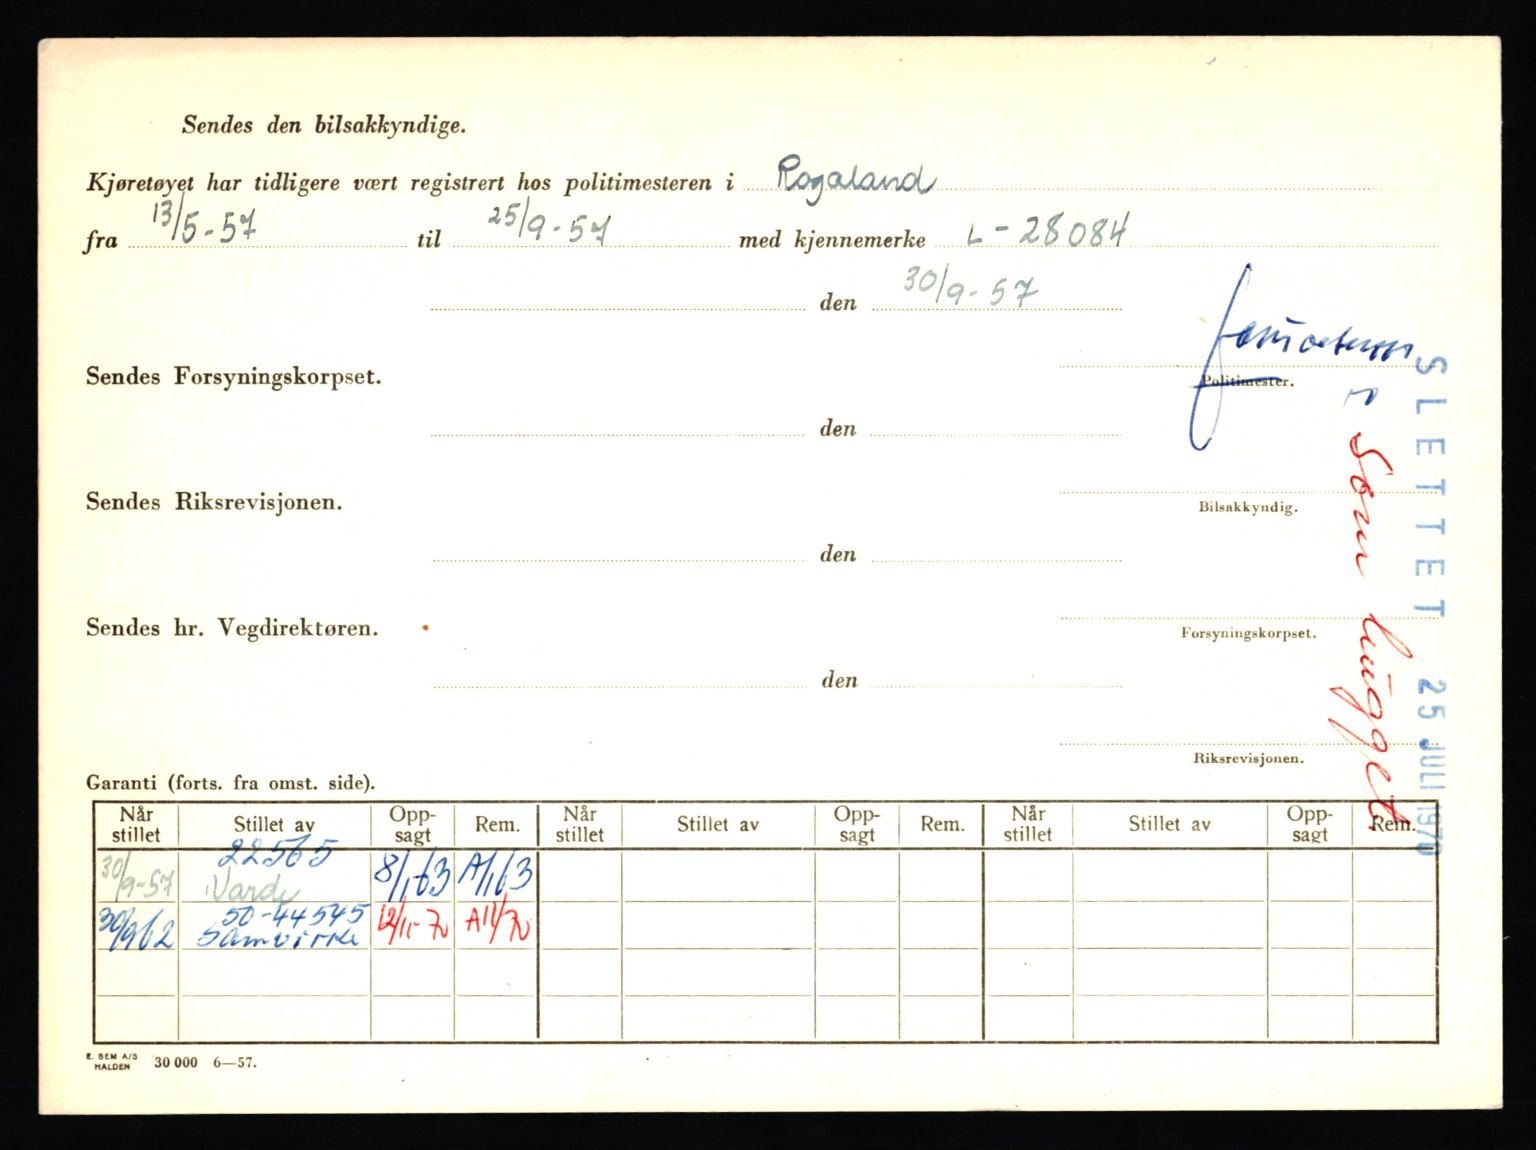 Sendes den bilsakkyndige.
Kjøretøyet har tidligere vært registrert hos politimesteren i Rogaland
fra 13/5-57 til 25/9-57 med kjennemerke L-28084
den 30/9-57
Sendes Forsyningskorpset.
Politimester.
den
Sendes Riksrevisjonen.
Bilsakkyndig.
den
Sendes hr. Vegdirektøren.
Forsyningskorpset.
den
Riksrevisjonen.
SLETTET 25 JULI 1970
Som hugget.
Garanti (forts. fra omst. side).
Når stillet Stillet av Opp-sagt Rem. Når stillet Stillet av Opp-sagt Rem. Når stillet Stillet av Opp-sagt Rem.
22565
30/9-57 Varde 8/1-63 A1/63
50-44545
30/962 Samvirke 12/11-70 A11/70
E. SEM A/S
HALDEN 30 000 6—57.